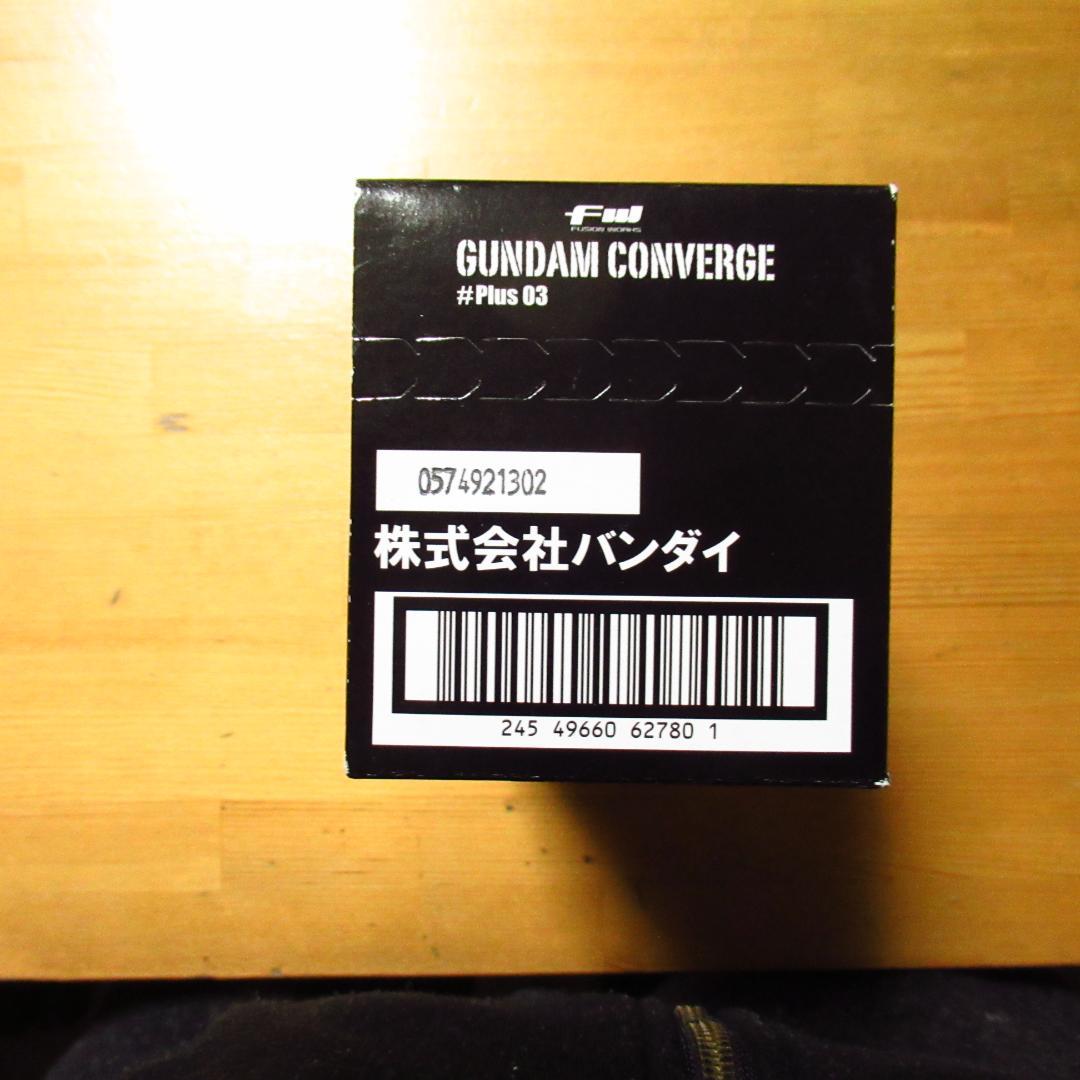 FW
FUSION WORKS
GUNDAM CONVERGE
#Plus 03
0574921302
株式会社バンダイ
245 49660 62780 1